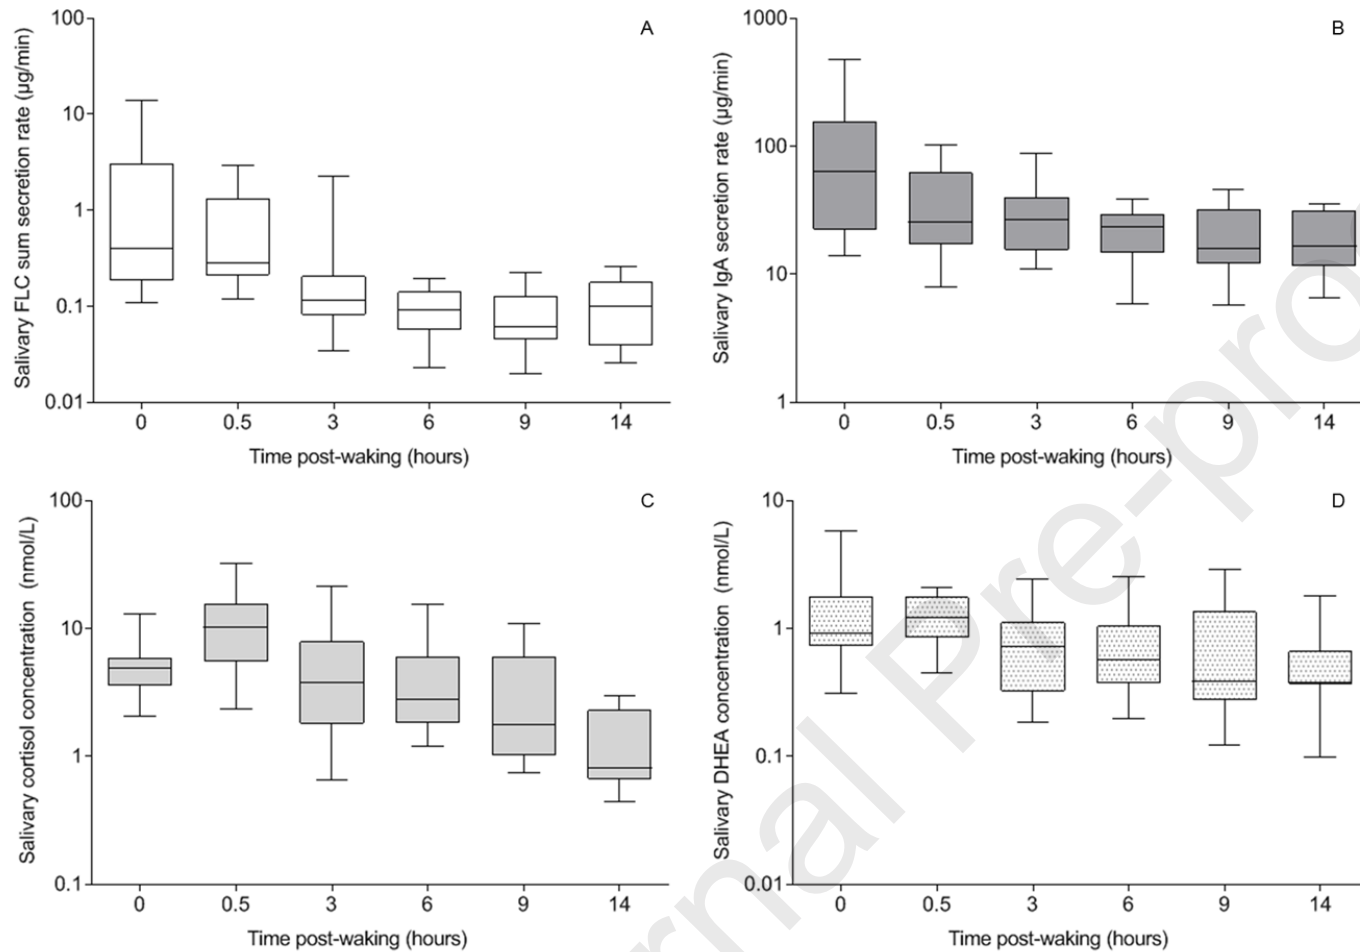 A
Salivary FLC sum secretion rate (µg/min)
100
10
1
0.1
0.01
0 0.5 3 6 9 14
Time post-waking (hours)
B
Salivary IgA secretion rate (µg/min)
1000
100
10
1
0 0.5 3 6 9 14
Time post-waking (hours)
C
Salivary cortisol concentration (nmol/L)
100
10
1
0.1
0 0.5 3 6 9 14
Time post-waking (hours)
D
Salivary DHEA concentration (nmol/L)
10
1
0.1
0.01
0 0.5 3 6 9 14
Time post-waking (hours)
rnal Pre-pro